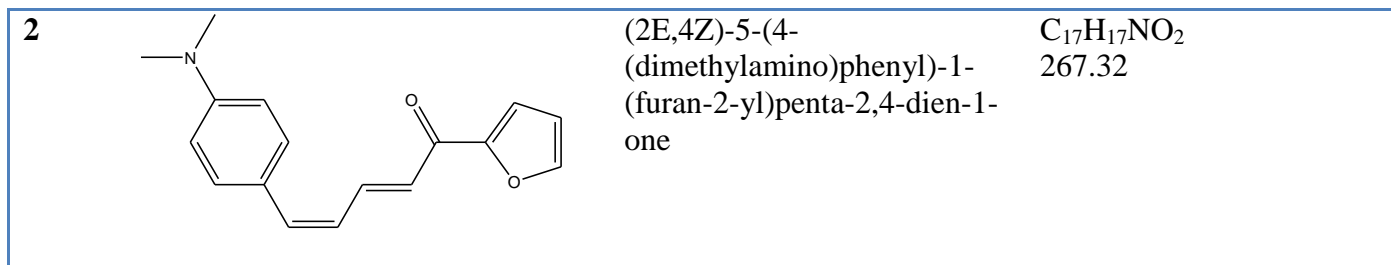 2
N
O
O
(2E,4Z)-5-(4-
(dimethylamino)phenyl)-1-
(furan-2-yl)penta-2,4-dien-1-
one
C₁₇H₁₇NO₂
267.32